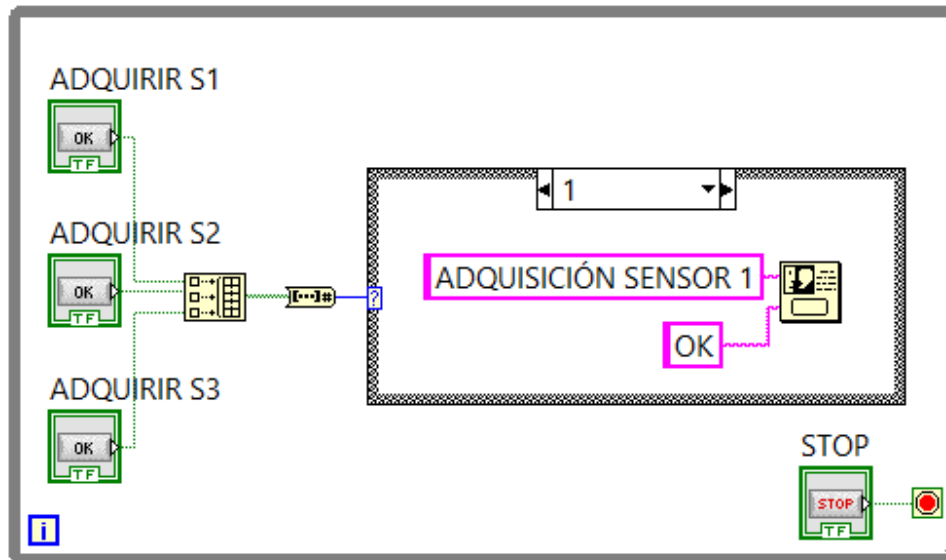 ADQUIRIR S1
OK
TF
ADQUIRIR S2
OK
TF
ADQUIRIR S3
OK
TF
[...]#
?
1
ADQUISICIÓN SENSOR 1
OK
STOP
STOP
TF
i